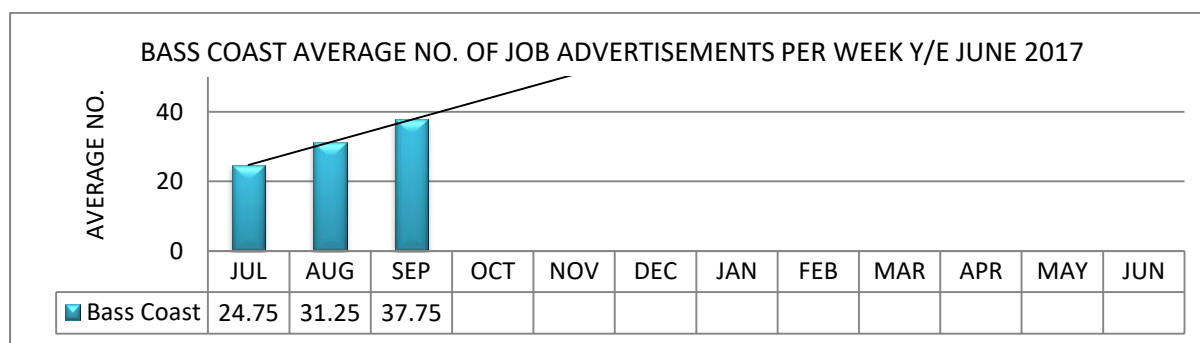 BASS COAST AVERAGE NO. OF JOB ADVERTISEMENTS PER WEEK Y/E JUNE 2017
AVERAGE NO.
40
20
0
JUL AUG SEP OCT NOV DEC JAN FEB MAR APR MAY JUN
Bass Coast 24.75 31.25 37.75